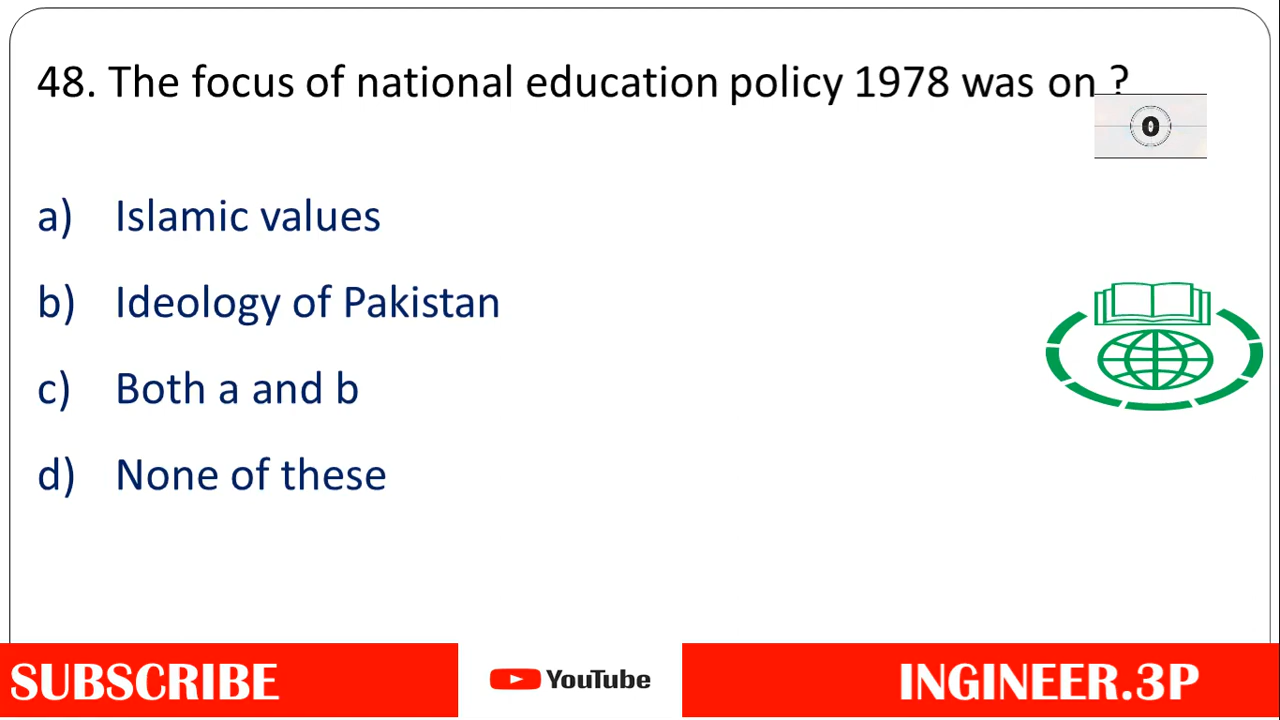 48. The focus of national education policy 1978 was on ?
0
a) Islamic values
b) Ideology of Pakistan
c) Both a and b
d) None of these
SUBSCRIBE
YouTube
INGINEER.3P